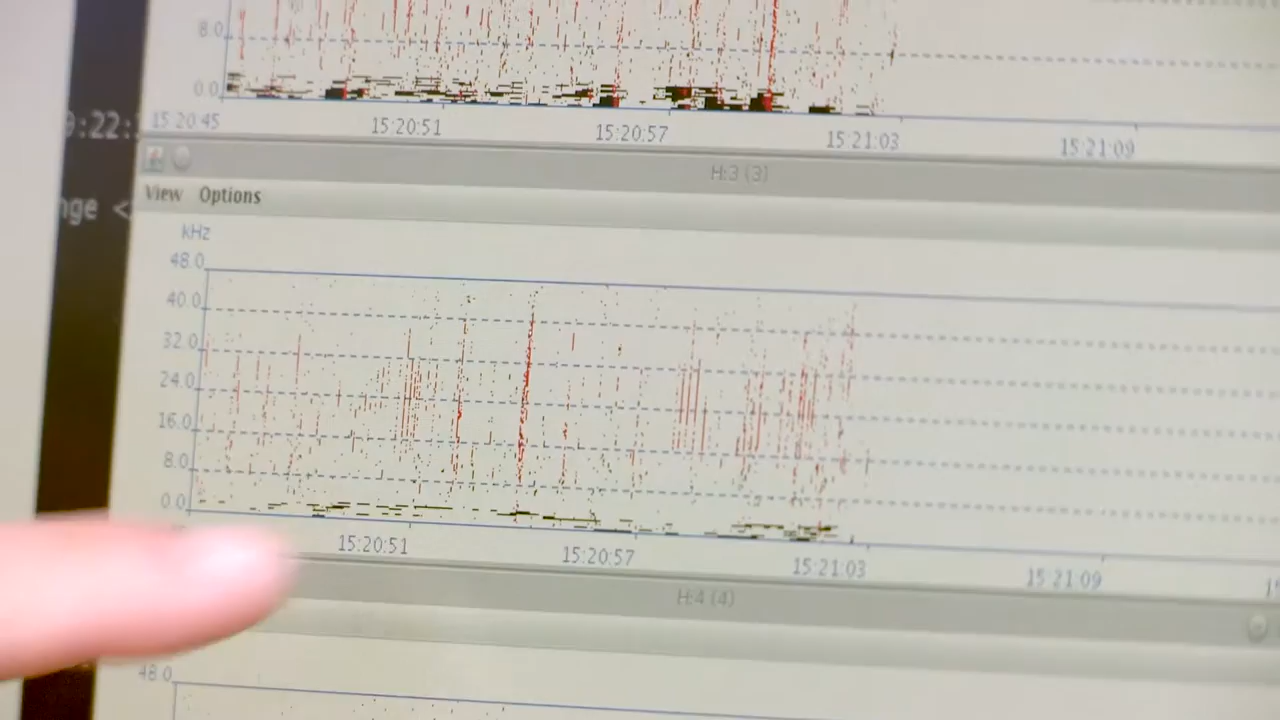 8.0
0.0
15:20:45 15:20:51 15:20:57 15:21:03 15:21:09
H:3 (3)
View Options
kHz
48.0
40.0
32.0
24.0
16.0
8.0
0.0
15:20:51 15:20:57 15:21:03 15:21:09
H:4 (4)
48.0